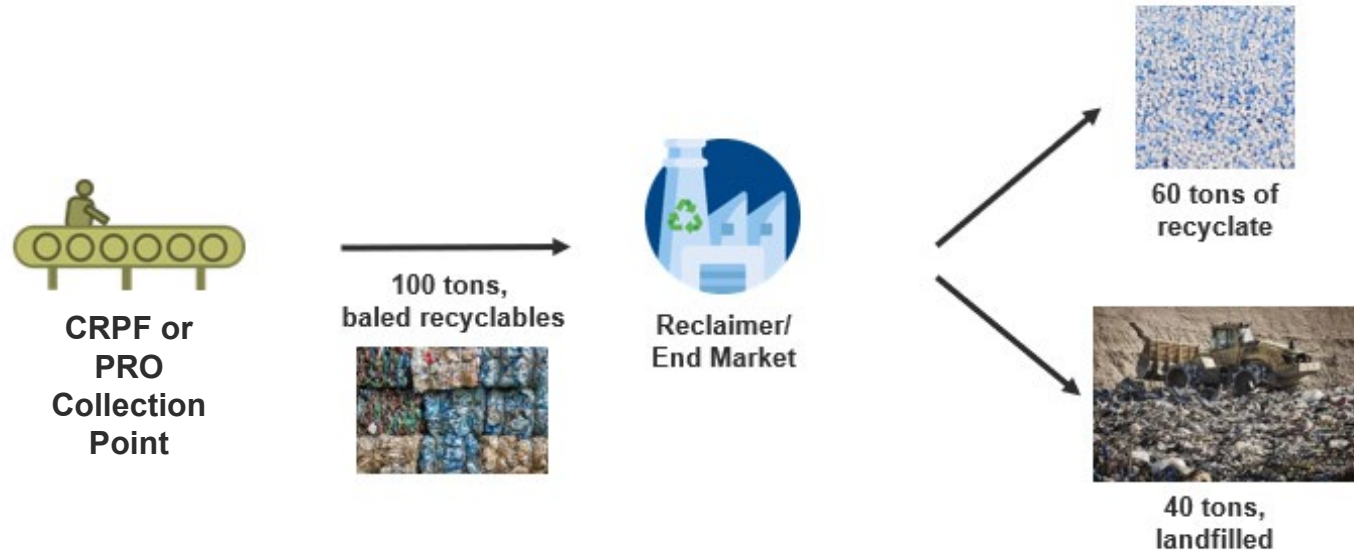 CRPF or
PRO
Collection
Point
100 tons,
baled recyclables
Reclaimer/
End Market
60 tons of
recyclate
40 tons,
landfilled